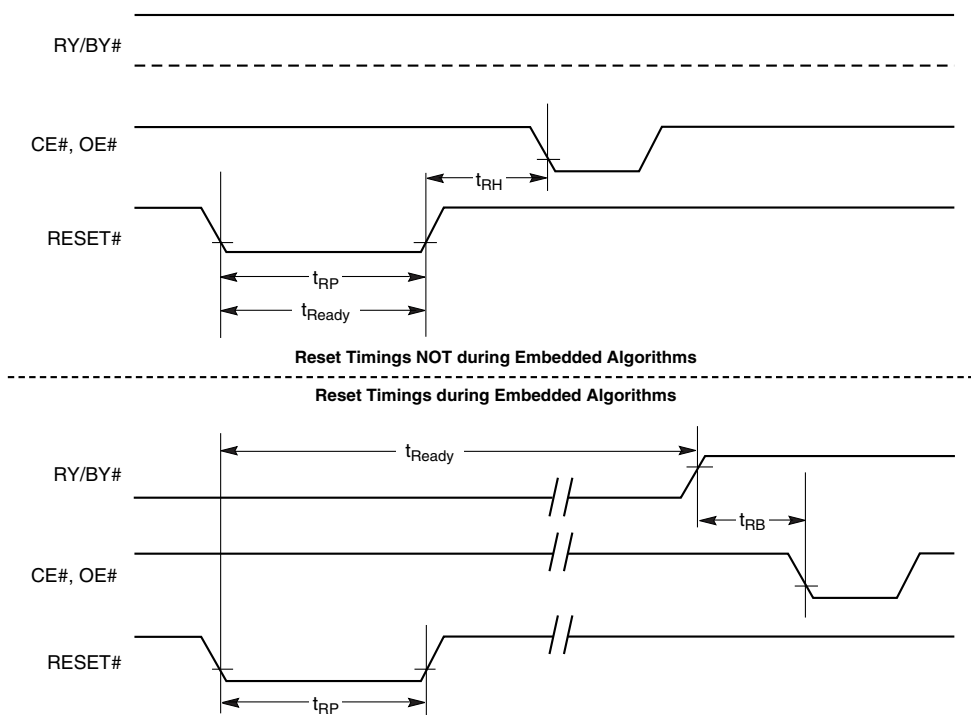 RY/BY#
CE#, OE#
tRH
RESET#
tRP
tReady
Reset Timings NOT during Embedded Algorithms
Reset Timings during Embedded Algorithms
tReady
RY/BY#
tRB
CE#, OE#
RESET#
tRP